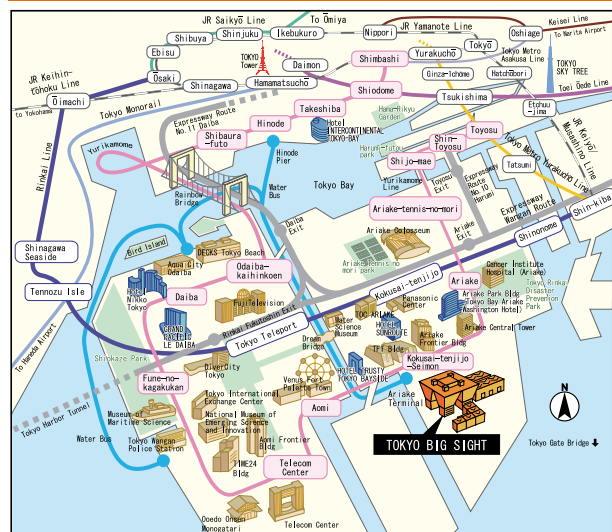 JR Saikyō Line
To Ōmiya
JR Yamanote Line
Keisei Line
Shibuya
Shinjuku
Ikebukuro
Nippori
Oshiage
To Narita Airport
Ebisu
TOKYO
Tower
Daimon
Shimbashi
Yurakuchō
Tōkyō
Tokyo Metro
Asakusa Line
TOKYO
SKY TREE
JR Keihin-
tōhoku Line
Ōsaki
Shinagawa
Hamamatsuchō
Ginza-Itchōme
Hatchōbori
Ōimachi
to Yokohama
Shiodome
Tsukishima
Toei Ōedo Line
Tokyo Monorail
Expressway Route
No.11 Daiba
Takeshiba
Hinode
Shibaura-
futo
Hotel
INTERCONTINENTAL
TOKYO BAY
Hama-Rikyu
Garden
Etchuu-
jima
Toyosu
Shin-
Toyosu
JR Keiyō
Musashino Line
Rinkai Line
Yurikamome
Hinode
Pier
Harumi-futou
park
Shijo-mae
Toyosu
Exit
Tokyo Metro Yurakucho Line
Tatsumi
Rainbow
Bridge
Water
Bus
Tokyo Bay
Yurikamome
Line
Expressway
Route
No.10
Harumi
Expressway
Wangan Route
Shin-kiba
Daiba
Exit
Ariake-tennis-no-mori
Ariake
Exit
Shinonome
Shinagawa
Seaside
Bird Island
DECKS Tokyo Beach
Aqua City
Odaiba
Odaiba-
kaihinkoen
Ariake Colosseum
Ariake Tennis no
mori park
Kokusai-tenjijo
Cancer Institute
Hospital (Ariake)
Tennozu Isle
Hotel
Nikko
Tokyo
Daiba
FujiTelevision
Ariake
Ariake Park Bldg
(Tokyo Bay Ariake
Washington Hotel)
Tokyo Rinkai
Disaster
Prevention
Park
To Haneda Airport
GRAND
PACIFIC
LE DAIBA
Rinkai Fukutoshin Exit
Tokyo Teleport
Water
Science
Museum
TOC ARIAKE
Panasonic
Center
HOTEL
SUNROUTE
Ariake
Frontier Bldg
Ariake Central Tower
Shiokaze Park
Dream
Bridge
TFT Bldg
Kokusai-tenjijo
-Seimon
Fune-no-
kagakukan
DiverCity
Tokyo
HOTEL TRUSTY
TOKYO BAYSIDE
Venus Fort
Palette Town
Tokyo International
Exchange Center
Aomi
Ariake
Terminal
Tokyo Harbor Tunnel
Museum of
Maritime Science
National Museum of
Emerging Science
and Innovation
Aomi Frontier
Bldg
N
Water Bus
Tokyo Wangan
Police Station
TIME24
Bldg
Telecom
Center
TOKYO BIG SIGHT
Tokyo Gate Bridge
Ooedo Onsen
Monogatari
Telecom Center